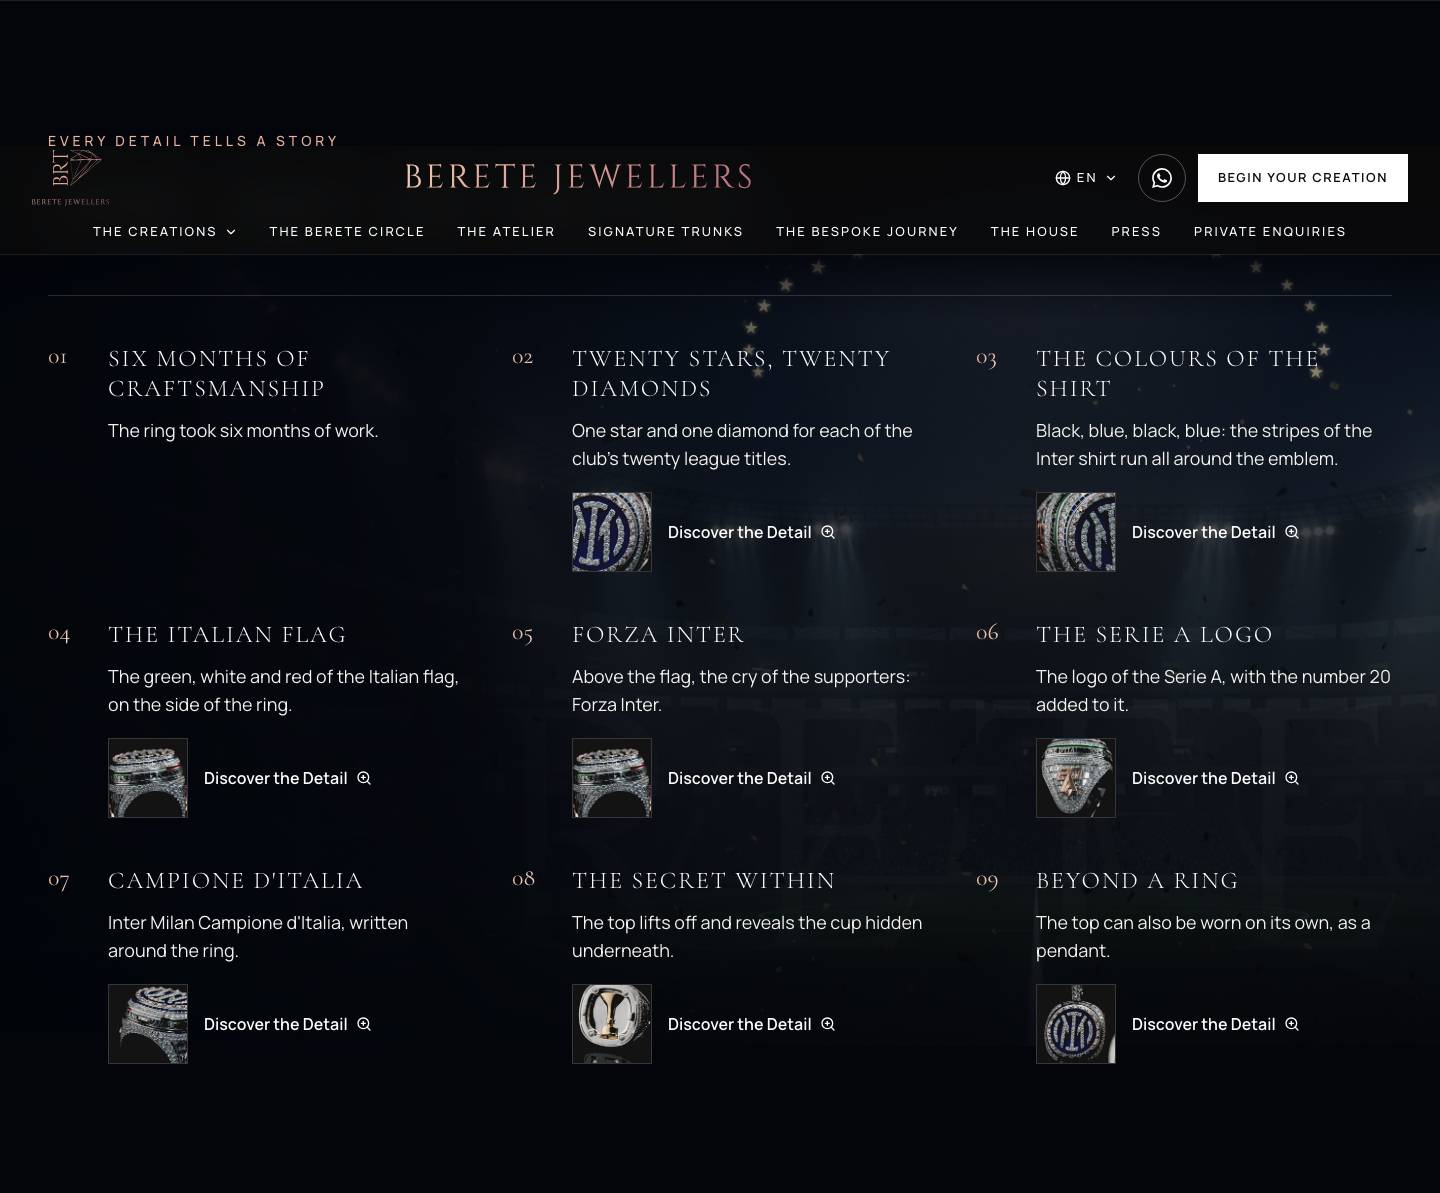 EVERY DETAIL TELLS A STORY
BRT
BERETE JEWELLERS
BERETE JEWELLERS
EN
BEGIN YOUR CREATION
THE CREATIONS
THE BERETE CIRCLE
THE ATELIER
SIGNATURE TRUNKS
THE BESPOKE JOURNEY
THE HOUSE
PRESS
PRIVATE ENQUIRIES
01
SIX MONTHS OF
CRAFTSMANSHIP
The ring took six months of work.
02
TWENTY STARS, TWENTY
DIAMONDS
One star and one diamond for each of the
club's twenty league titles.
Discover the Detail
03
THE COLOURS OF THE
SHIRT
Black, blue, black, blue: the stripes of the
Inter shirt run all around the emblem.
Discover the Detail
04
THE ITALIAN FLAG
The green, white and red of the Italian flag,
on the side of the ring.
Discover the Detail
05
FORZA INTER
Above the flag, the cry of the supporters:
Forza Inter.
Discover the Detail
06
THE SERIE A LOGO
The logo of the Serie A, with the number 20
added to it.
Discover the Detail
07
CAMPIONE D'ITALIA
Inter Milan Campione d'Italia, written
around the ring.
Discover the Detail
08
THE SECRET WITHIN
The top lifts off and reveals the cup hidden
underneath.
Discover the Detail
09
BEYOND A RING
The top can also be worn on its own, as a
pendant.
Discover the Detail